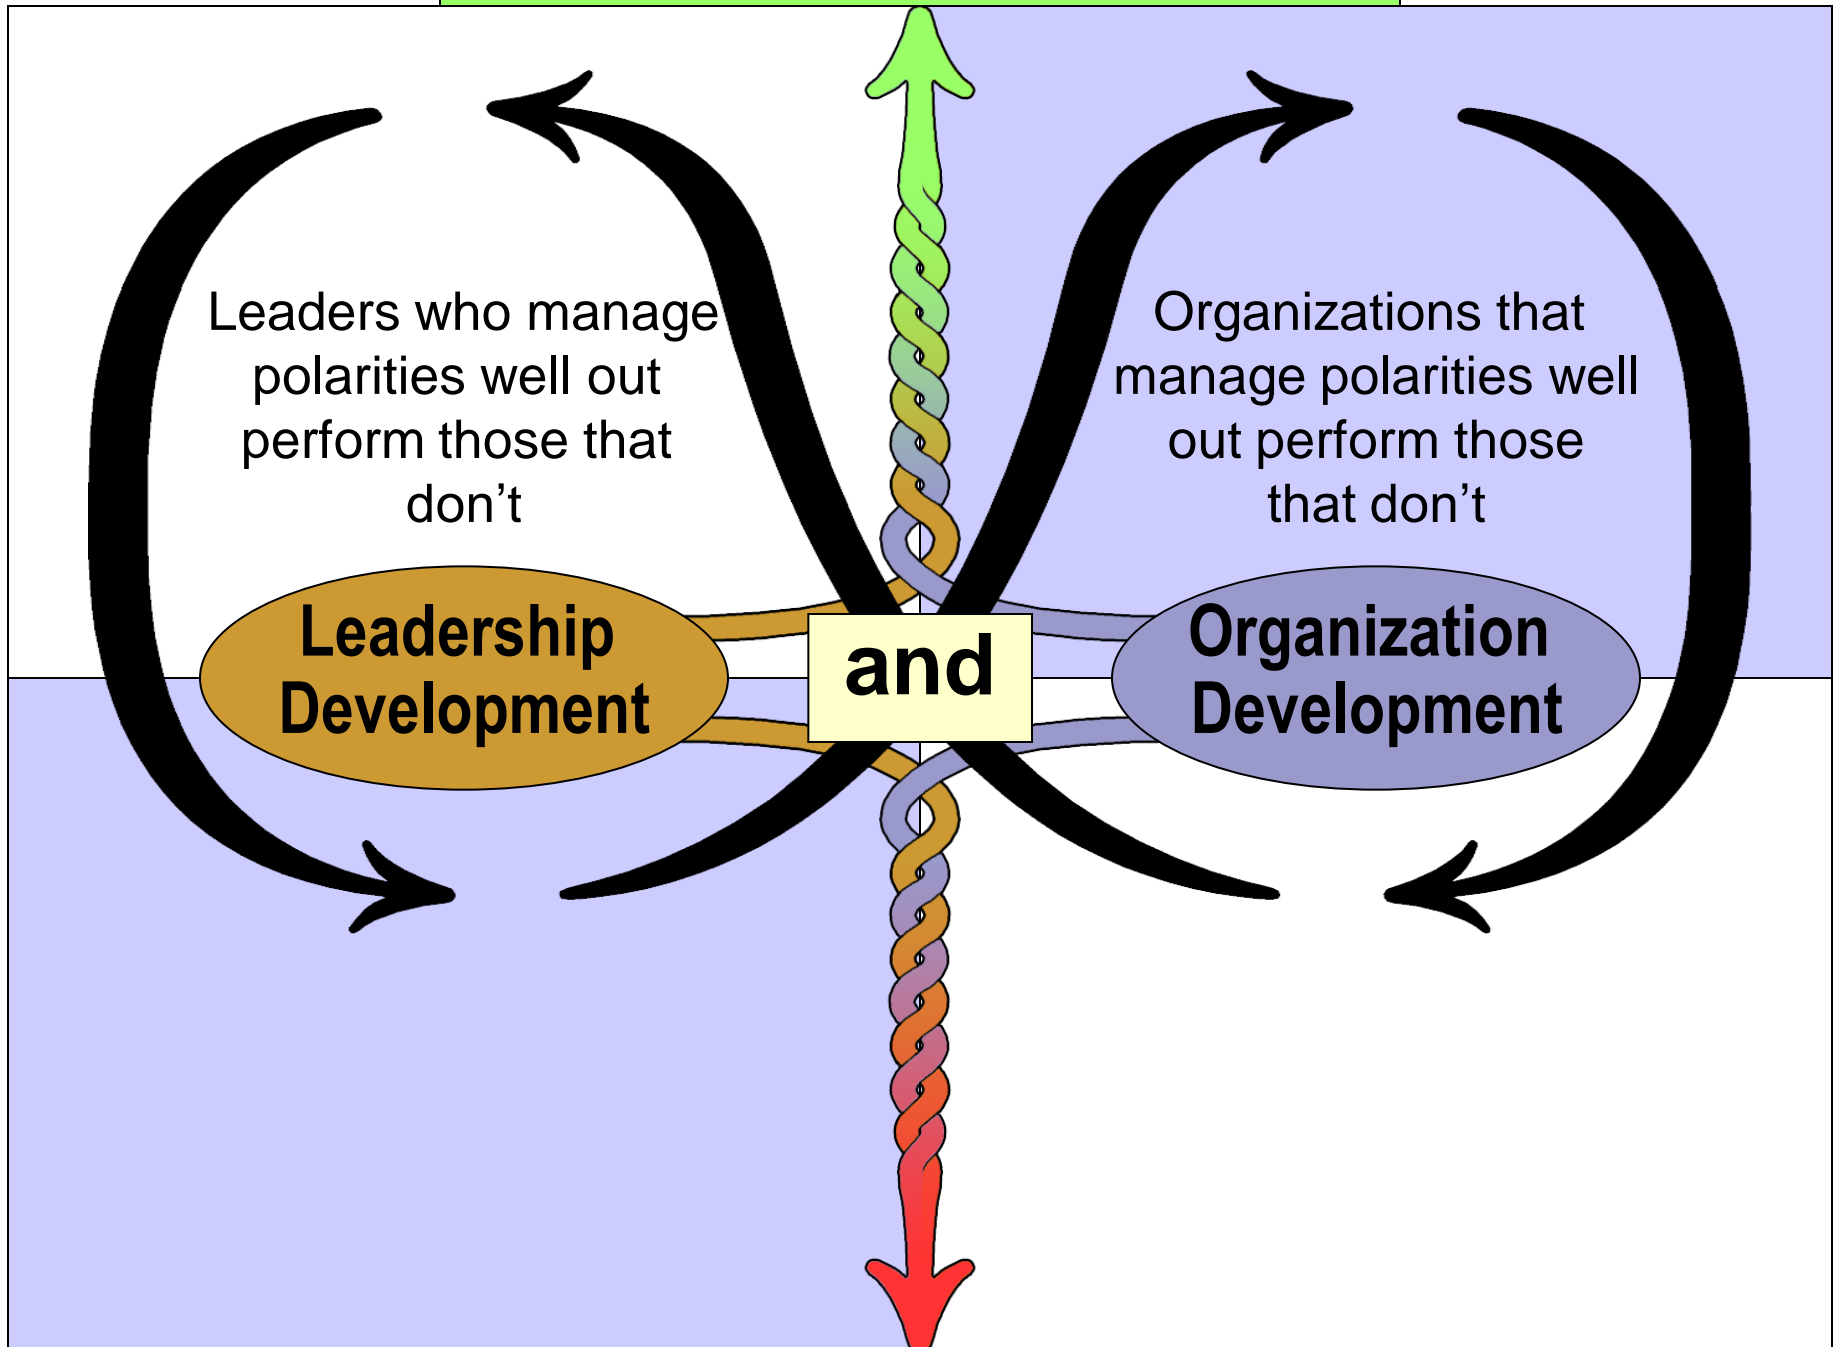 Leaders who manage
polarities well out
perform those that
don’t
Organizations that
manage polarities well
out perform those
that don’t
Leadership
Development
and
Organization
Development